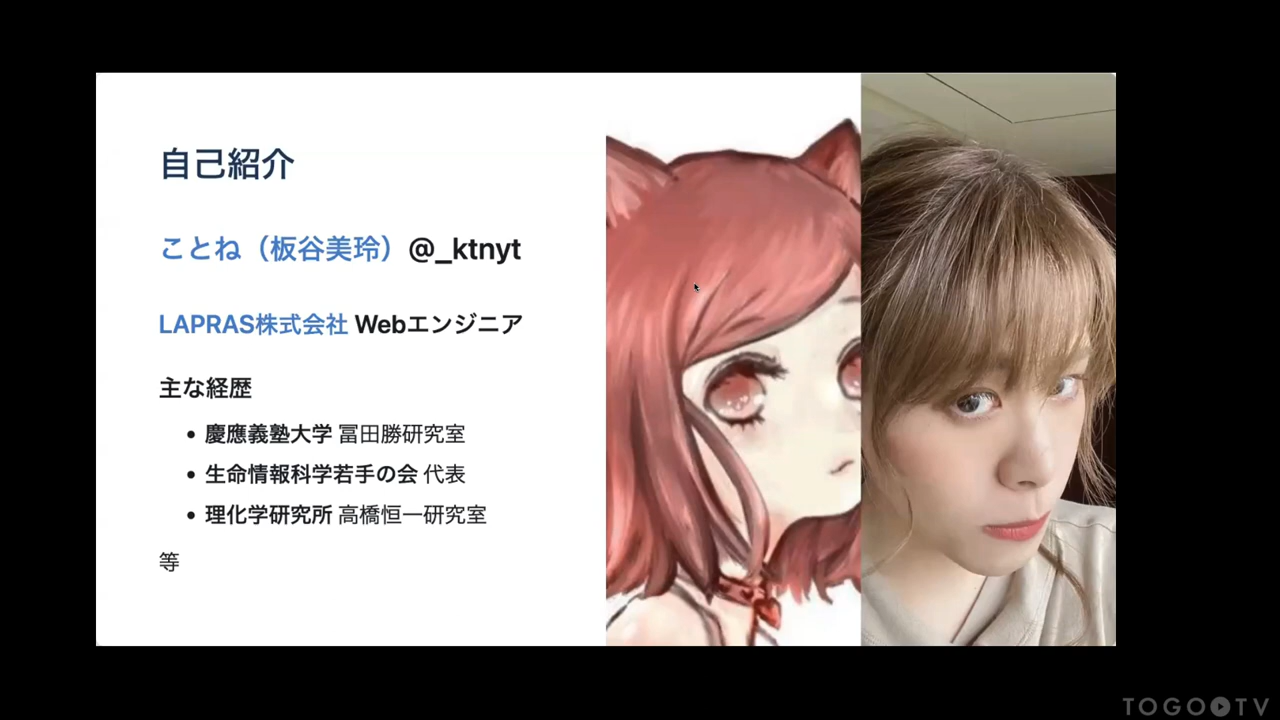 自己紹介
ことね（板谷美玲）@_ktnyt
LAPRAS株式会社 Webエンジニア
主な経歴
• 慶應義塾大学 冨田勝研究室
• 生命情報科学若手の会 代表
• 理化学研究所 高橋恒一研究室
等
TOGO TV